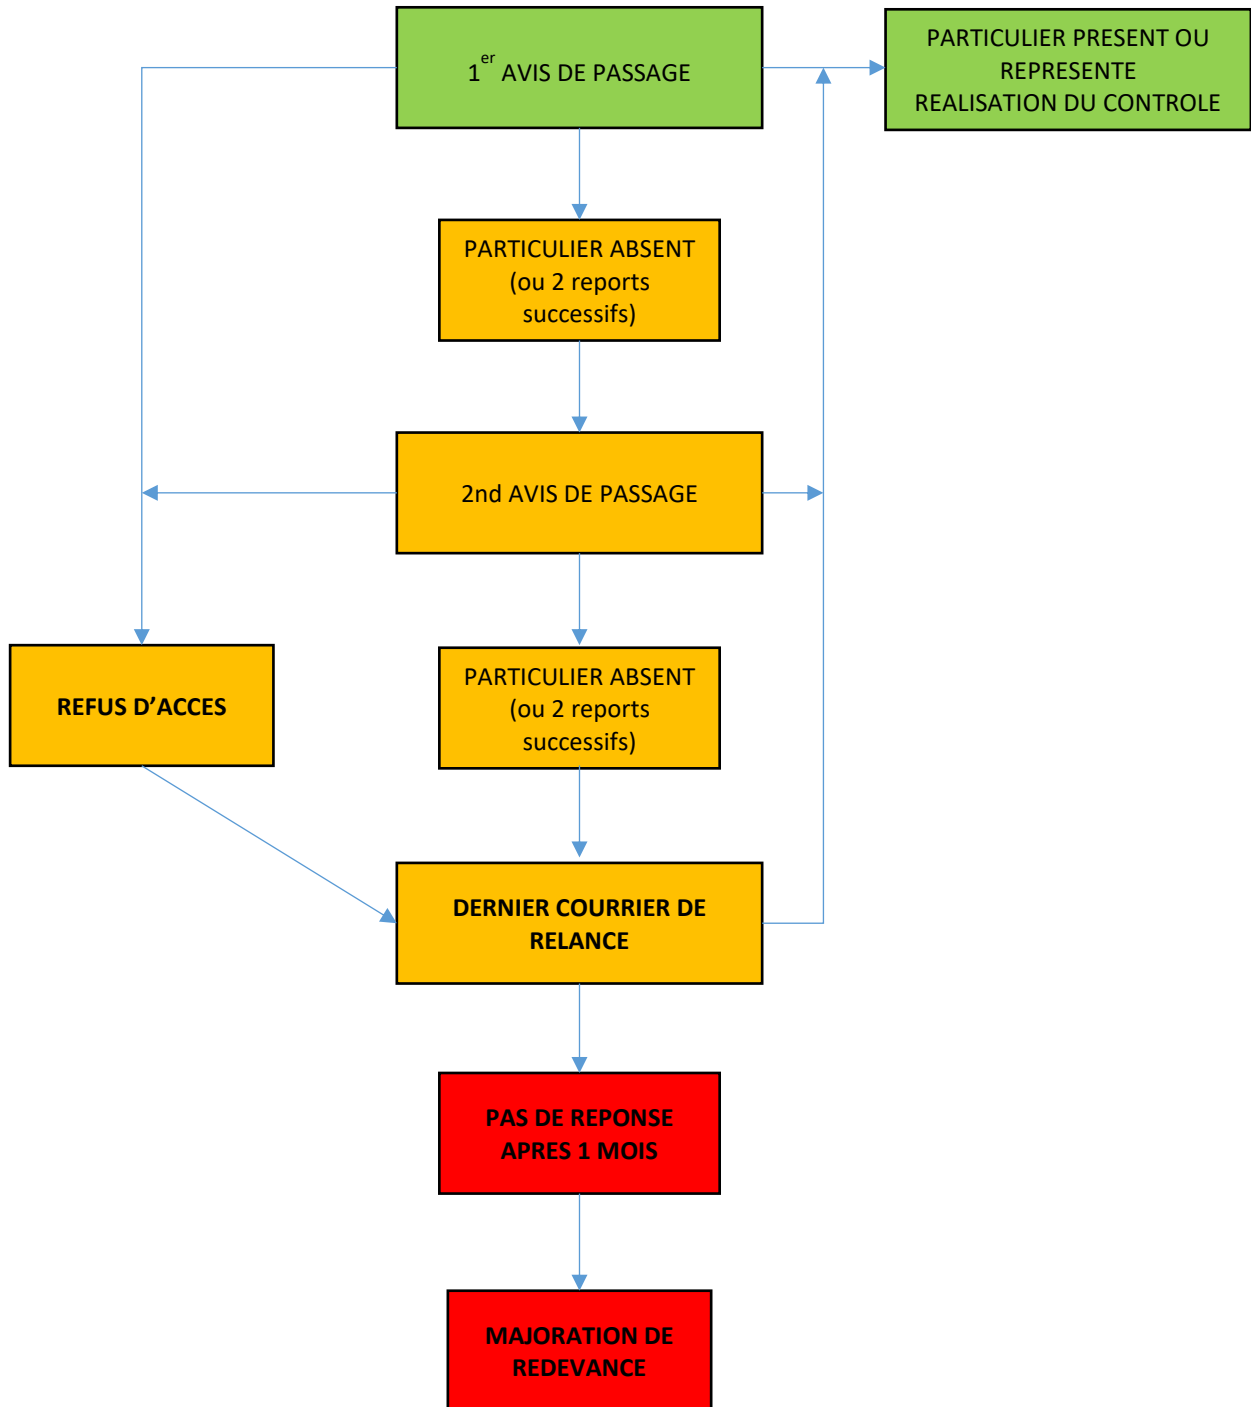 1er AVIS DE PASSAGE
PARTICULIER PRESENT OU
REPRESENTE
REALISATION DU CONTROLE
PARTICULIER ABSENT
(ou 2 reports
successifs)
2nd AVIS DE PASSAGE
REFUS D’ACCES
PARTICULIER ABSENT
(ou 2 reports
successifs)
DERNIER COURRIER DE
RELANCE
PAS DE REPONSE
APRES 1 MOIS
MAJORATION DE
REDEVANCE